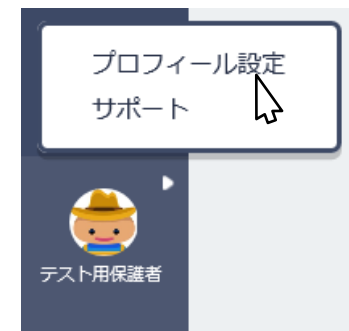 プロフィール設定
サポート
テスト用保護者